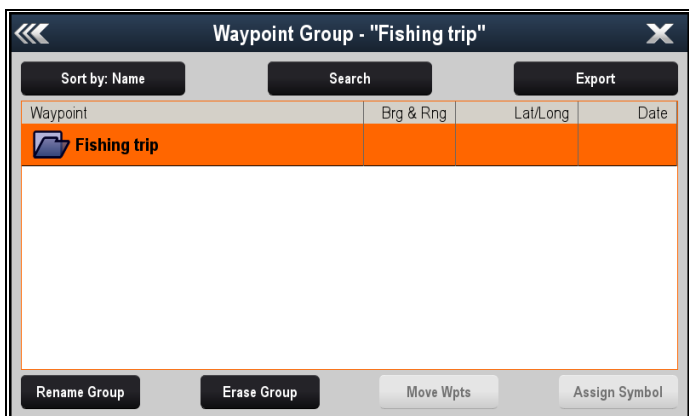 Waypoint Group - "Fishing trip"
Sort by: Name Search Export
Waypoint Brg & Rng Lat/Long Date
Fishing trip
Rename Group Erase Group Move Wpts Assign Symbol